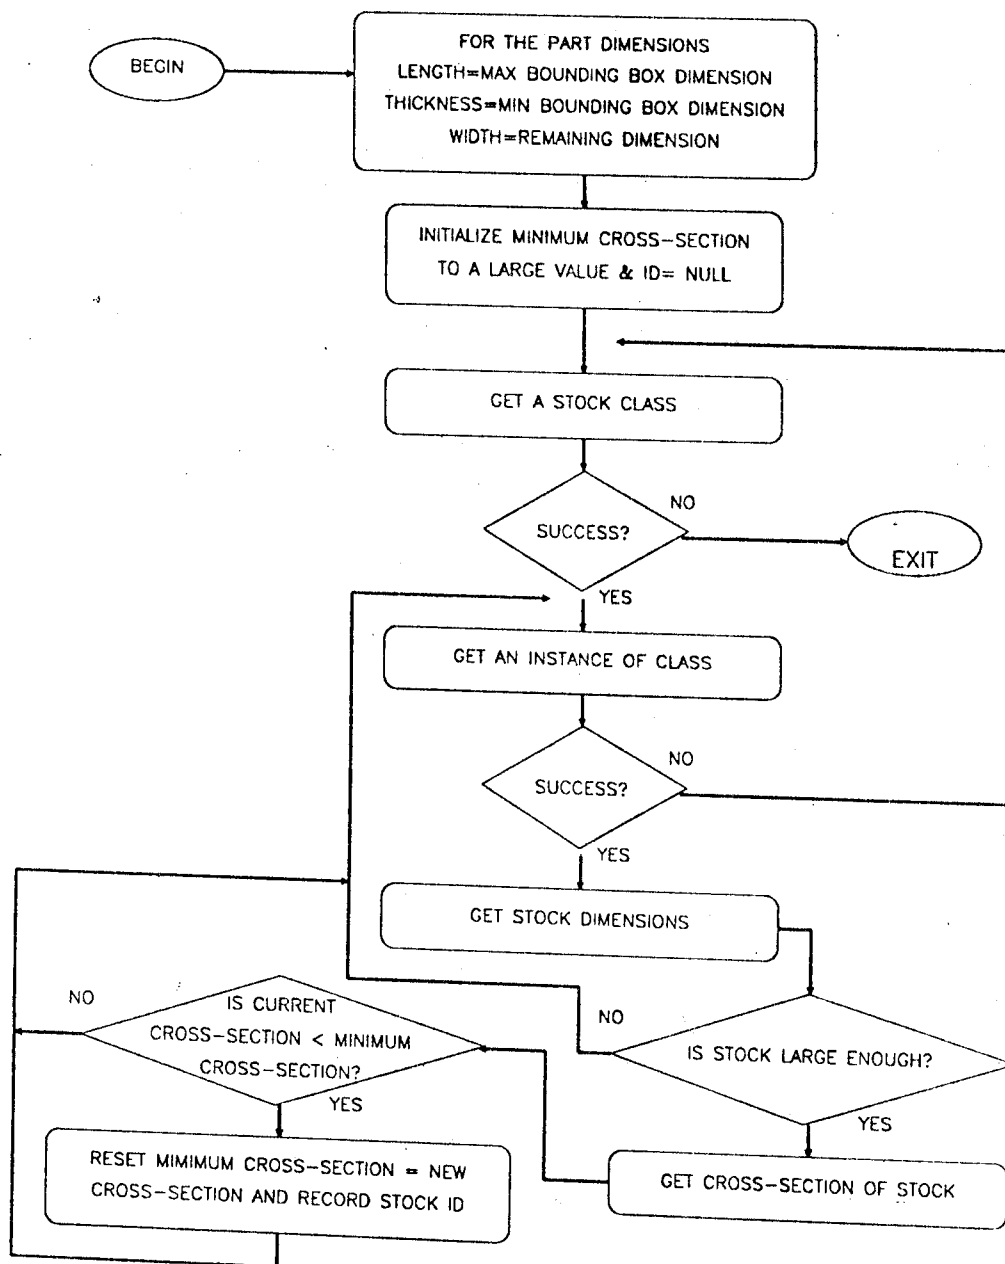 BEGIN
FOR THE PART DIMENSIONS
LENGTH=MAX BOUNDING BOX DIMENSION
THICKNESS=MIN BOUNDING BOX DIMENSION
WIDTH=REMAINING DIMENSION
INITIALIZE MINIMUM CROSS-SECTION
TO A LARGE VALUE & ID= NULL
GET A STOCK CLASS
NO
SUCCESS?
EXIT
YES
GET AN INSTANCE OF CLASS
NO
SUCCESS?
YES
GET STOCK DIMENSIONS
NO
IS CURRENT
CROSS-SECTION < MINIMUM
CROSS-SECTION?
YES
NO
IS STOCK LARGE ENOUGH?
YES
RESET MIMIMUM CROSS-SECTION = NEW
CROSS-SECTION AND RECORD STOCK ID
GET CROSS-SECTION OF STOCK